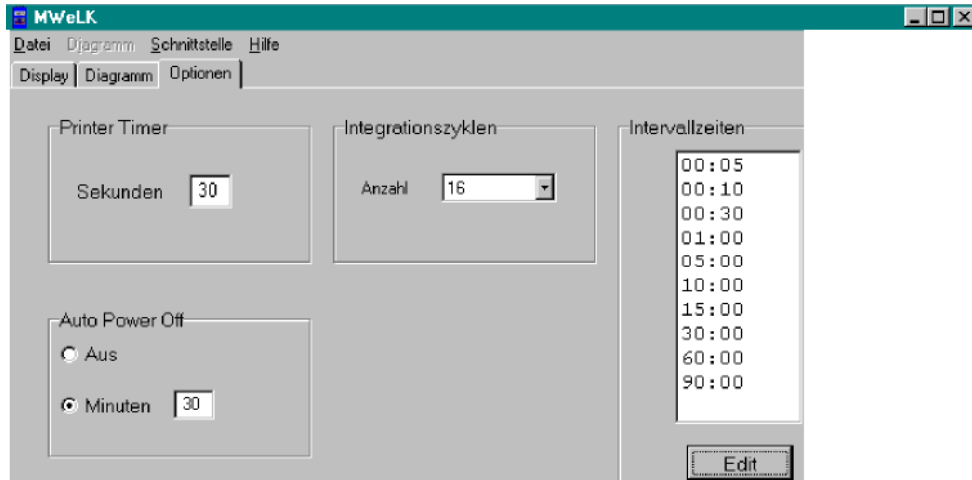 MWeLK
Datei Diagramm Schnittstelle Hilfe
Display Diagramm Optionen
Printer Timer
Sekunden 30
Integrationszyklen
Anzahl 16
Intervallzeiten
00:05
00:10
00:30
01:00
05:00
10:00
15:00
30:00
60:00
90:00
Auto Power Off
Aus
Minuten 30
Edit